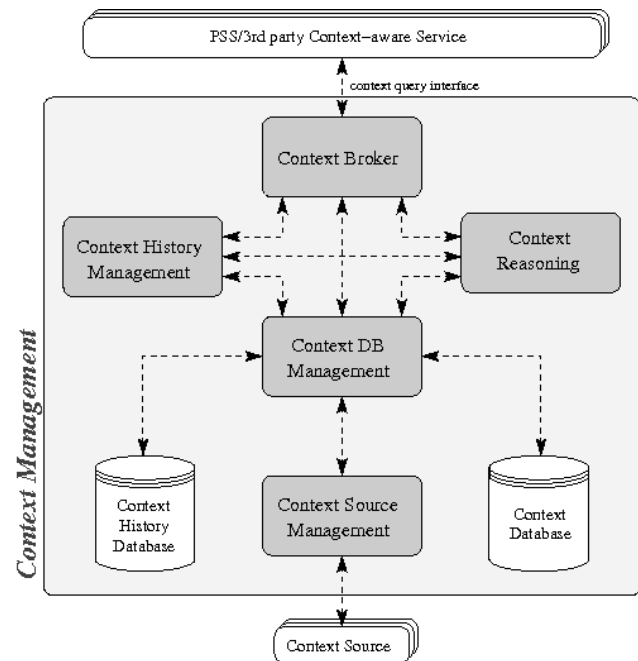 PSS/3rd party Context-aware Service
context query interface
Context Broker
Context History
Management
Context
Reasoning
Context DB
Management
Context Management
Context
History
Database
Context Source
Management
Context
Database
Context Source